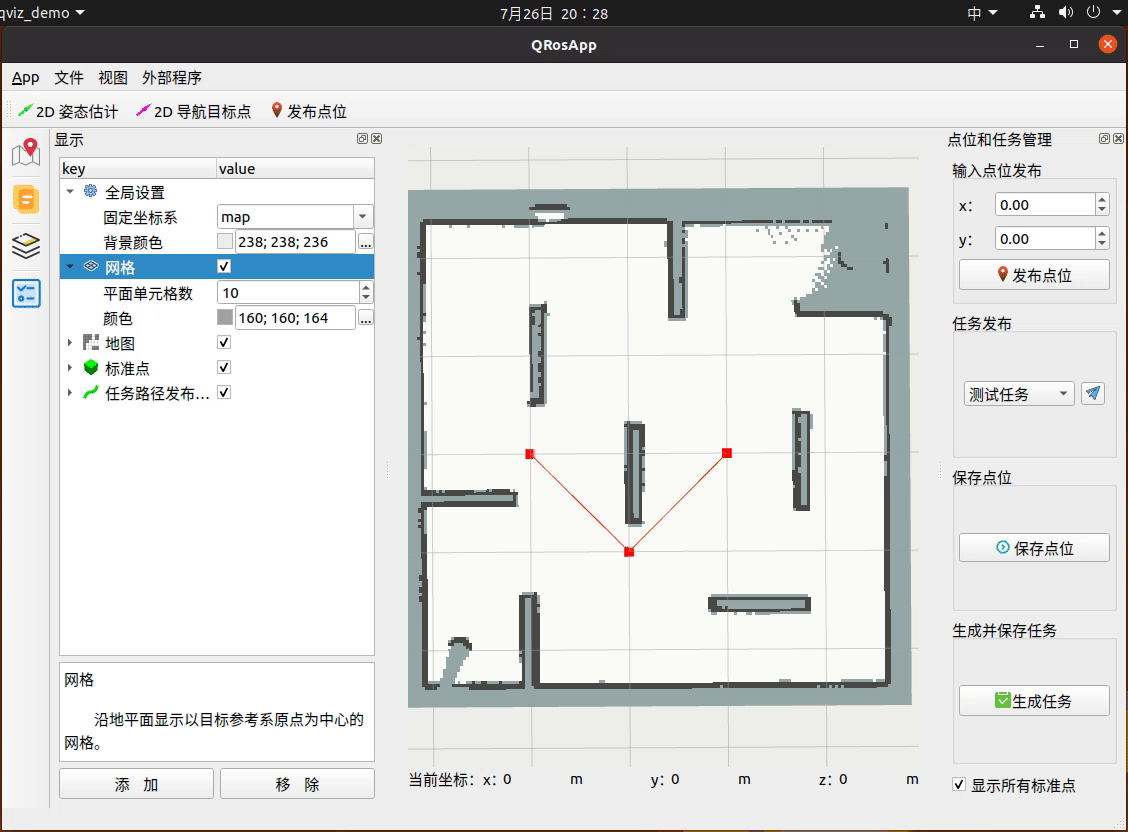 qviz_demo
7月26日 20：28
中
QRosApp
App 文件 视图 外部程序
2D 姿态估计 2D 导航目标点 发布点位
显示
key value
全局设置
固定坐标系 map
背景颜色 238; 238; 236 ...
网格
平面单元格数 10
颜色 160; 160; 164 ...
地图
标准点
任务路径发布...
网格
沿地平面显示以目标参考系原点为中心的
网格。
添 加 移 除
当前坐标: x: 0 m y: 0 m z: 0 m
点位和任务管理
输入点位发布
x: 0.00
y: 0.00
发布点位
任务发布
测试任务
保存点位
保存点位
生成并保存任务
生成任务
显示所有标准点